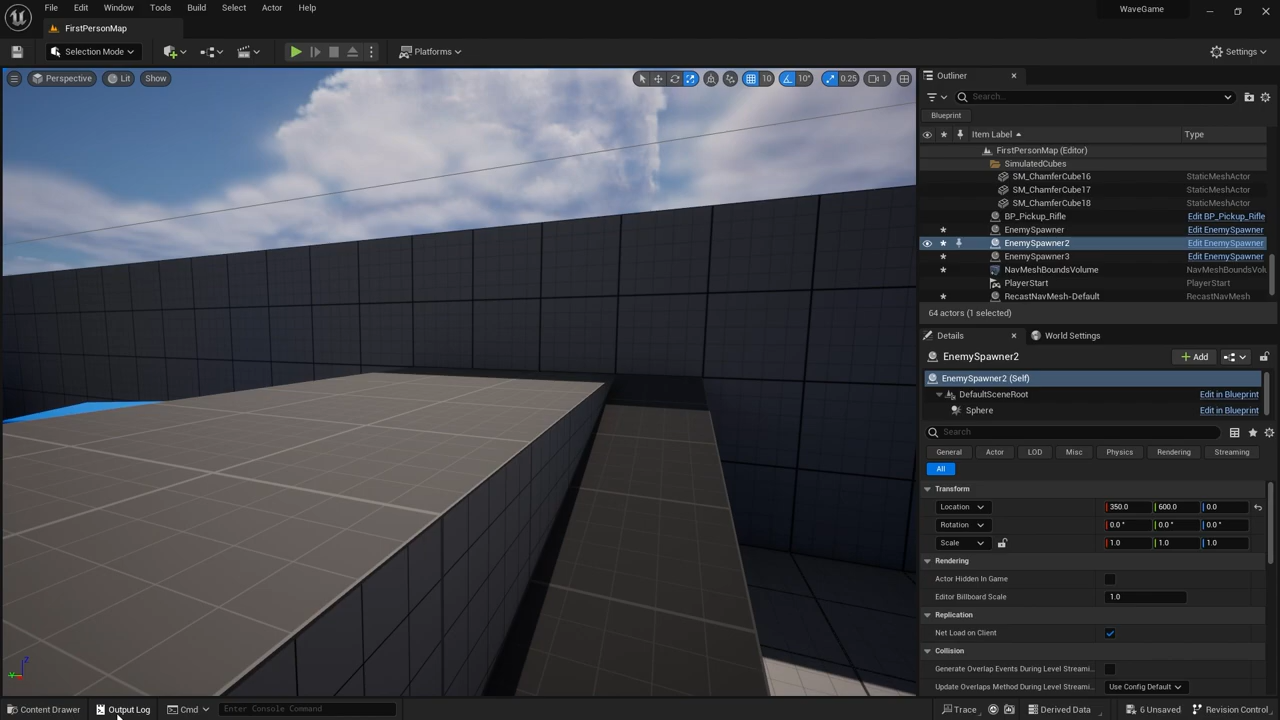 File Edit Window Tools Build Select Actor Help
WaveGame
FirstPersonMap
Selection Mode
Platforms
Settings
Perspective Lit Show
10 10° 0.25 1
Outliner
Search...
Blueprint
Item Label Type
FirstPersonMap (Editor)
SimulatedCubes
SM_ChamferCube16 StaticMeshActor
SM_ChamferCube17 StaticMeshActor
SM_ChamferCube18 StaticMeshActor
BP_Pickup_Rifle Edit BP_Pickup_Rifle
EnemySpawner Edit EnemySpawner
EnemySpawner2 Edit EnemySpawner
EnemySpawner3 Edit EnemySpawner
NavMeshBoundsVolume NavMeshBoundsVolu
PlayerStart PlayerStart
RecastNavMesh-Default RecastNavMesh
64 actors (1 selected)
Details World Settings
EnemySpawner2
Add
EnemySpawner2 (Self)
DefaultSceneRoot Edit in Blueprint
Sphere Edit in Blueprint
Search
General Actor LOD Misc Physics Rendering Streaming
All
Transform
Location 350.0 600.0 0.0
Rotation 0.0° 0.0° 0.0°
Scale 1.0 1.0 1.0
Rendering
Actor Hidden In Game
Editor Billboard Scale 1.0
Replication
Net Load on Client
Collision
Generate Overlap Events During Level Streami...
Update Overlaps Method During Level Streami... Use Config Default
Content Drawer Output Log Cmd Enter Console Command Trace Derived Data 6 Unsaved Revision Control